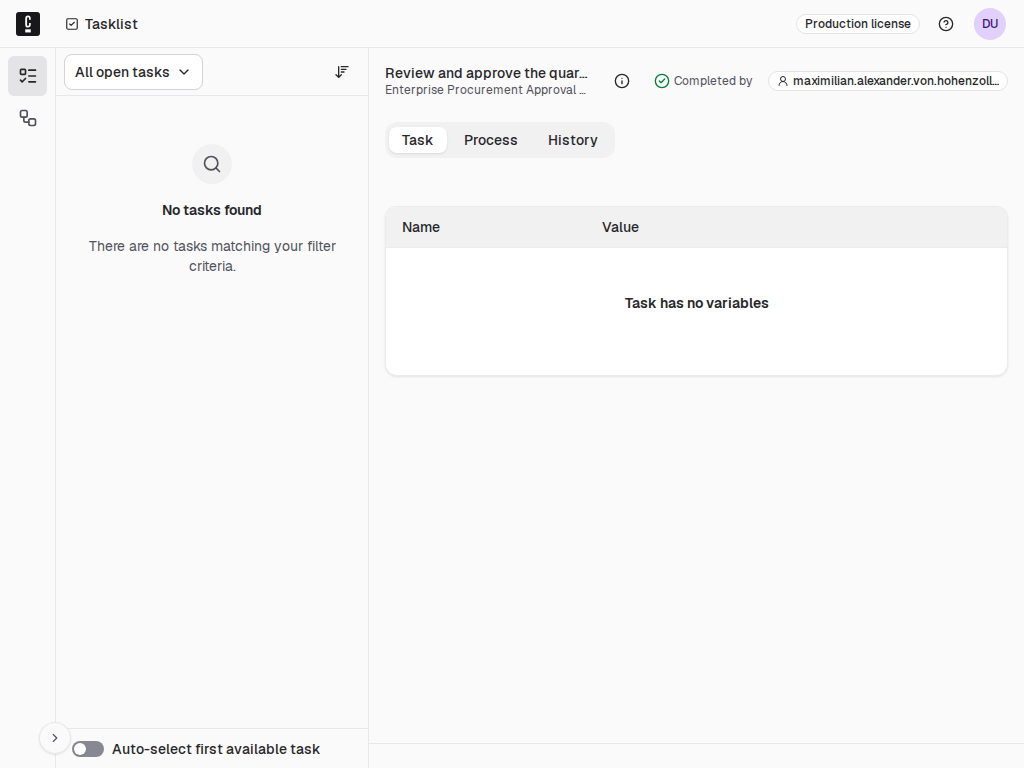 Tasklist
Production license
DU
All open tasks
No tasks found
There are no tasks matching your filter
criteria.
Auto-select first available task
Review and approve the quar...
Enterprise Procurement Approval ...
Completed by
maximilian.alexander.von.hohenzoll...
Task
Process
History
Name
Value
Task has no variables